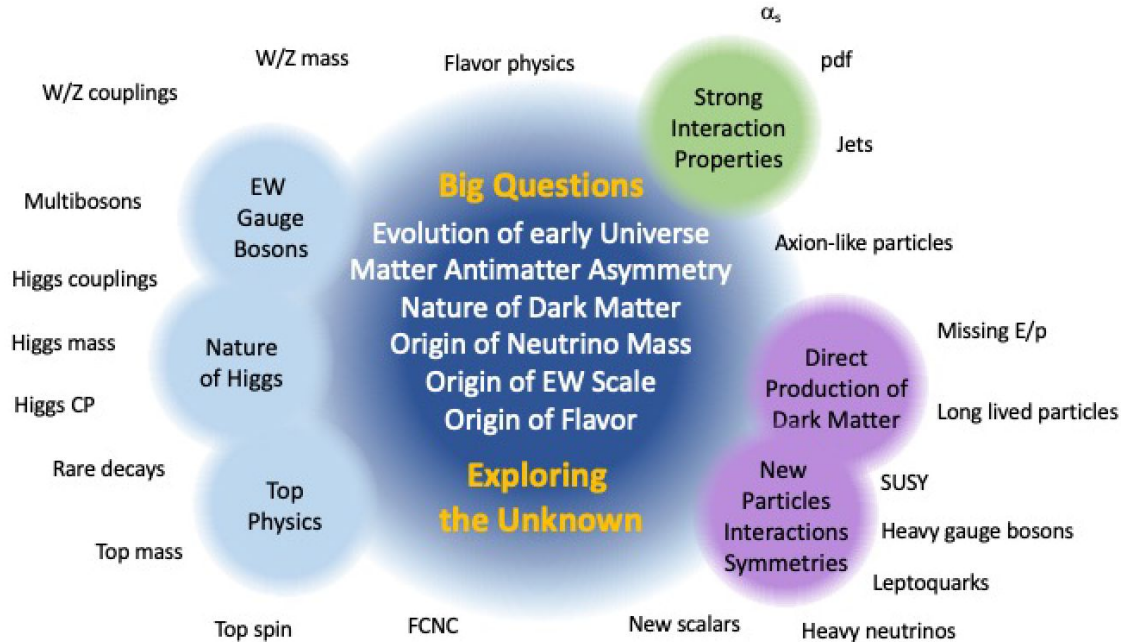 αs
W/Z mass
Flavor physics
pdf
W/Z couplings
Strong
Interaction
Properties
Jets
EW
Gauge
Bosons
Multibosons
Big Questions
Evolution of early Universe
Matter Antimatter Asymmetry
Nature of Dark Matter
Origin of Neutrino Mass
Origin of EW Scale
Origin of Flavor
Exploring
the Unknown
Axion-like particles
Higgs couplings
Higgs mass
Higgs CP
Nature
of Higgs
Missing E/p
Direct
Production of
Dark Matter
Long lived particles
Rare decays
Top
Physics
New
Particles
Interactions
Symmetries
SUSY
Heavy gauge bosons
Leptoquarks
Top mass
Top spin
FCNC
New scalars
Heavy neutrinos